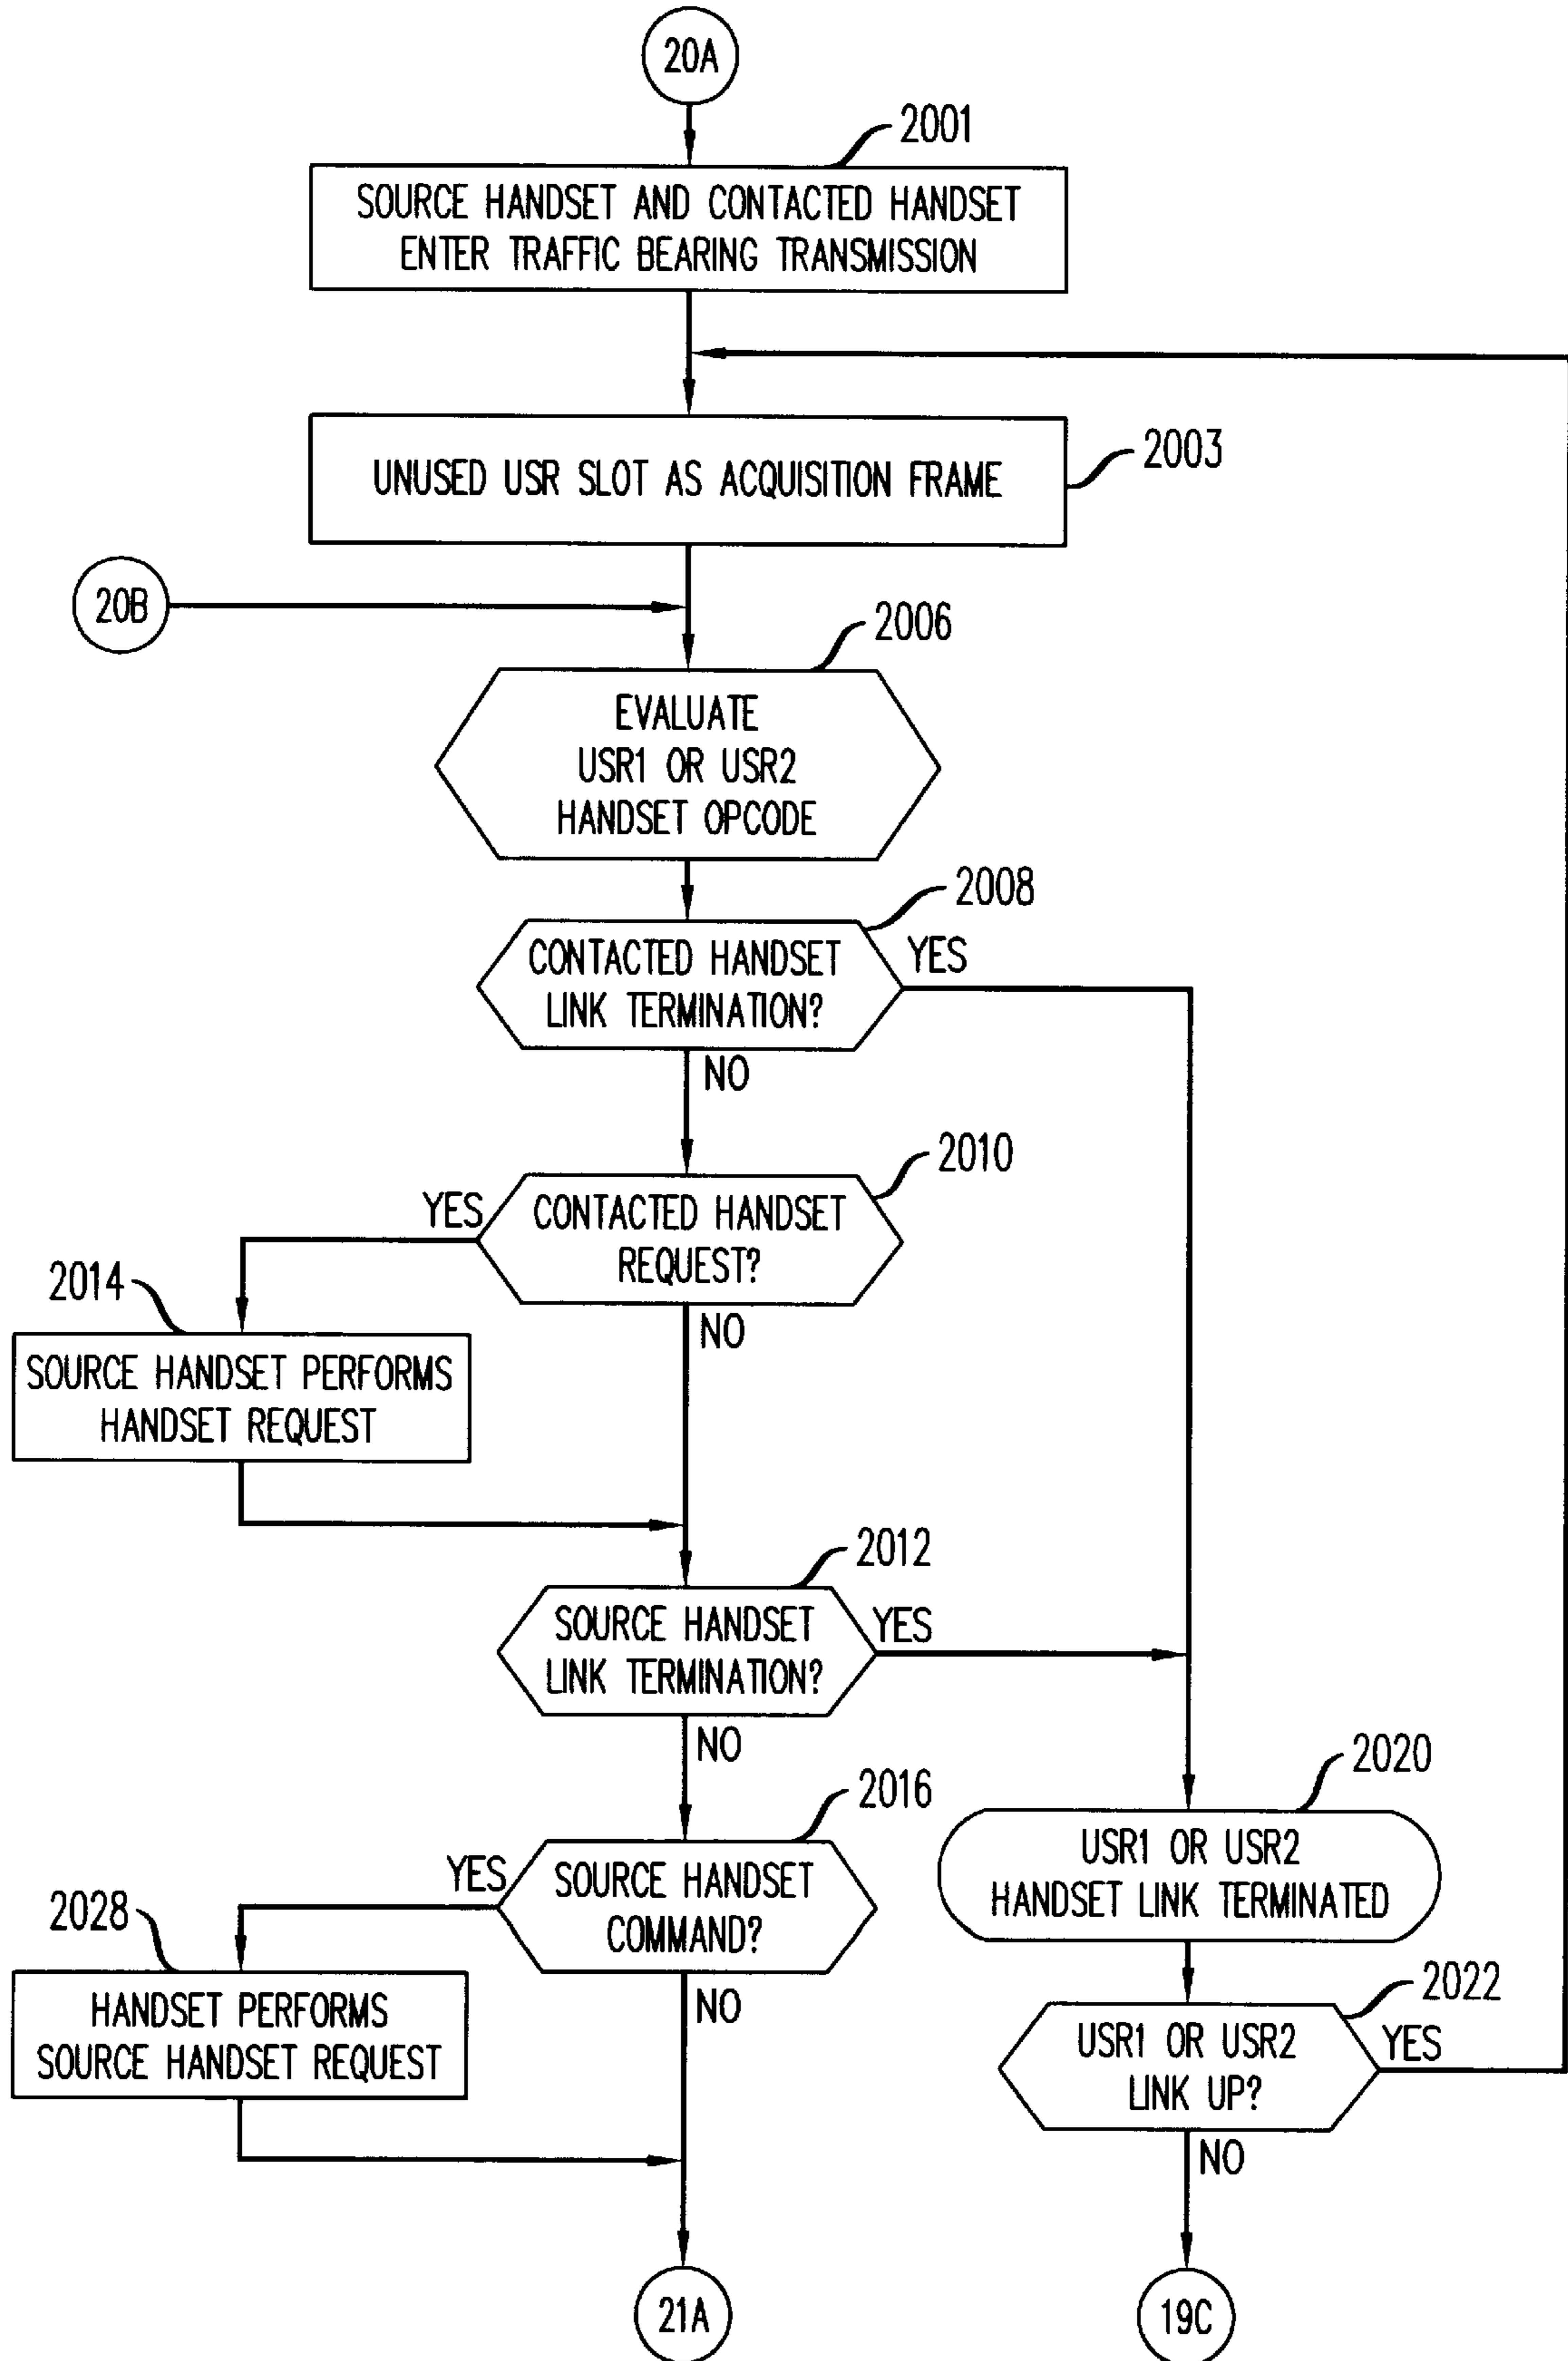 20A
2001
SOURCE HANDSET AND CONTACTED HANDSET
ENTER TRAFFIC BEARING TRANSMISSION
2003
UNUSED USR SLOT AS ACQUISITION FRAME
20B
2006
EVALUATE
USR1 OR USR2
HANDSET OPCODE
2008
CONTACTED HANDSET
LINK TERMINATION?
YES
NO
2010
YES
CONTACTED HANDSET
REQUEST?
NO
2014
SOURCE HANDSET PERFORMS
HANDSET REQUEST
2012
SOURCE HANDSET
LINK TERMINATION?
YES
NO
2016
YES
SOURCE HANDSET
COMMAND?
NO
2028
HANDSET PERFORMS
SOURCE HANDSET REQUEST
2020
USR1 OR USR2
HANDSET LINK TERMINATED
2022
USR1 OR USR2
LINK UP?
YES
NO
21A
19C